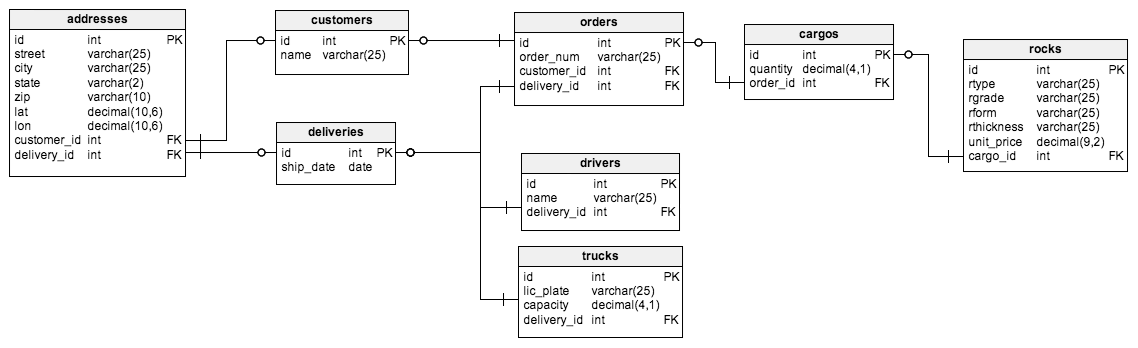 addresses
id int PK
street varchar(25)
city varchar(25)
state varchar(2)
zip varchar(10)
lat decimal(10,6)
lon decimal(10,6)
customer_id int FK
delivery_id int FK
customers
id int PK
name varchar(25)
deliveries
id int PK
ship_date date
orders
id int PK
order_num varchar(25)
customer_id int FK
delivery_id int FK
drivers
id int PK
name varchar(25)
delivery_id int FK
trucks
id int PK
lic_plate varchar(25)
capacity decimal(4,1)
delivery_id int FK
cargos
id int PK
quantity decimal(4,1)
order_id int FK
rocks
id int PK
rtype varchar(25)
rgrade varchar(25)
rform varchar(25)
rthickness varchar(25)
unit_price decimal(9,2)
cargo_id int FK